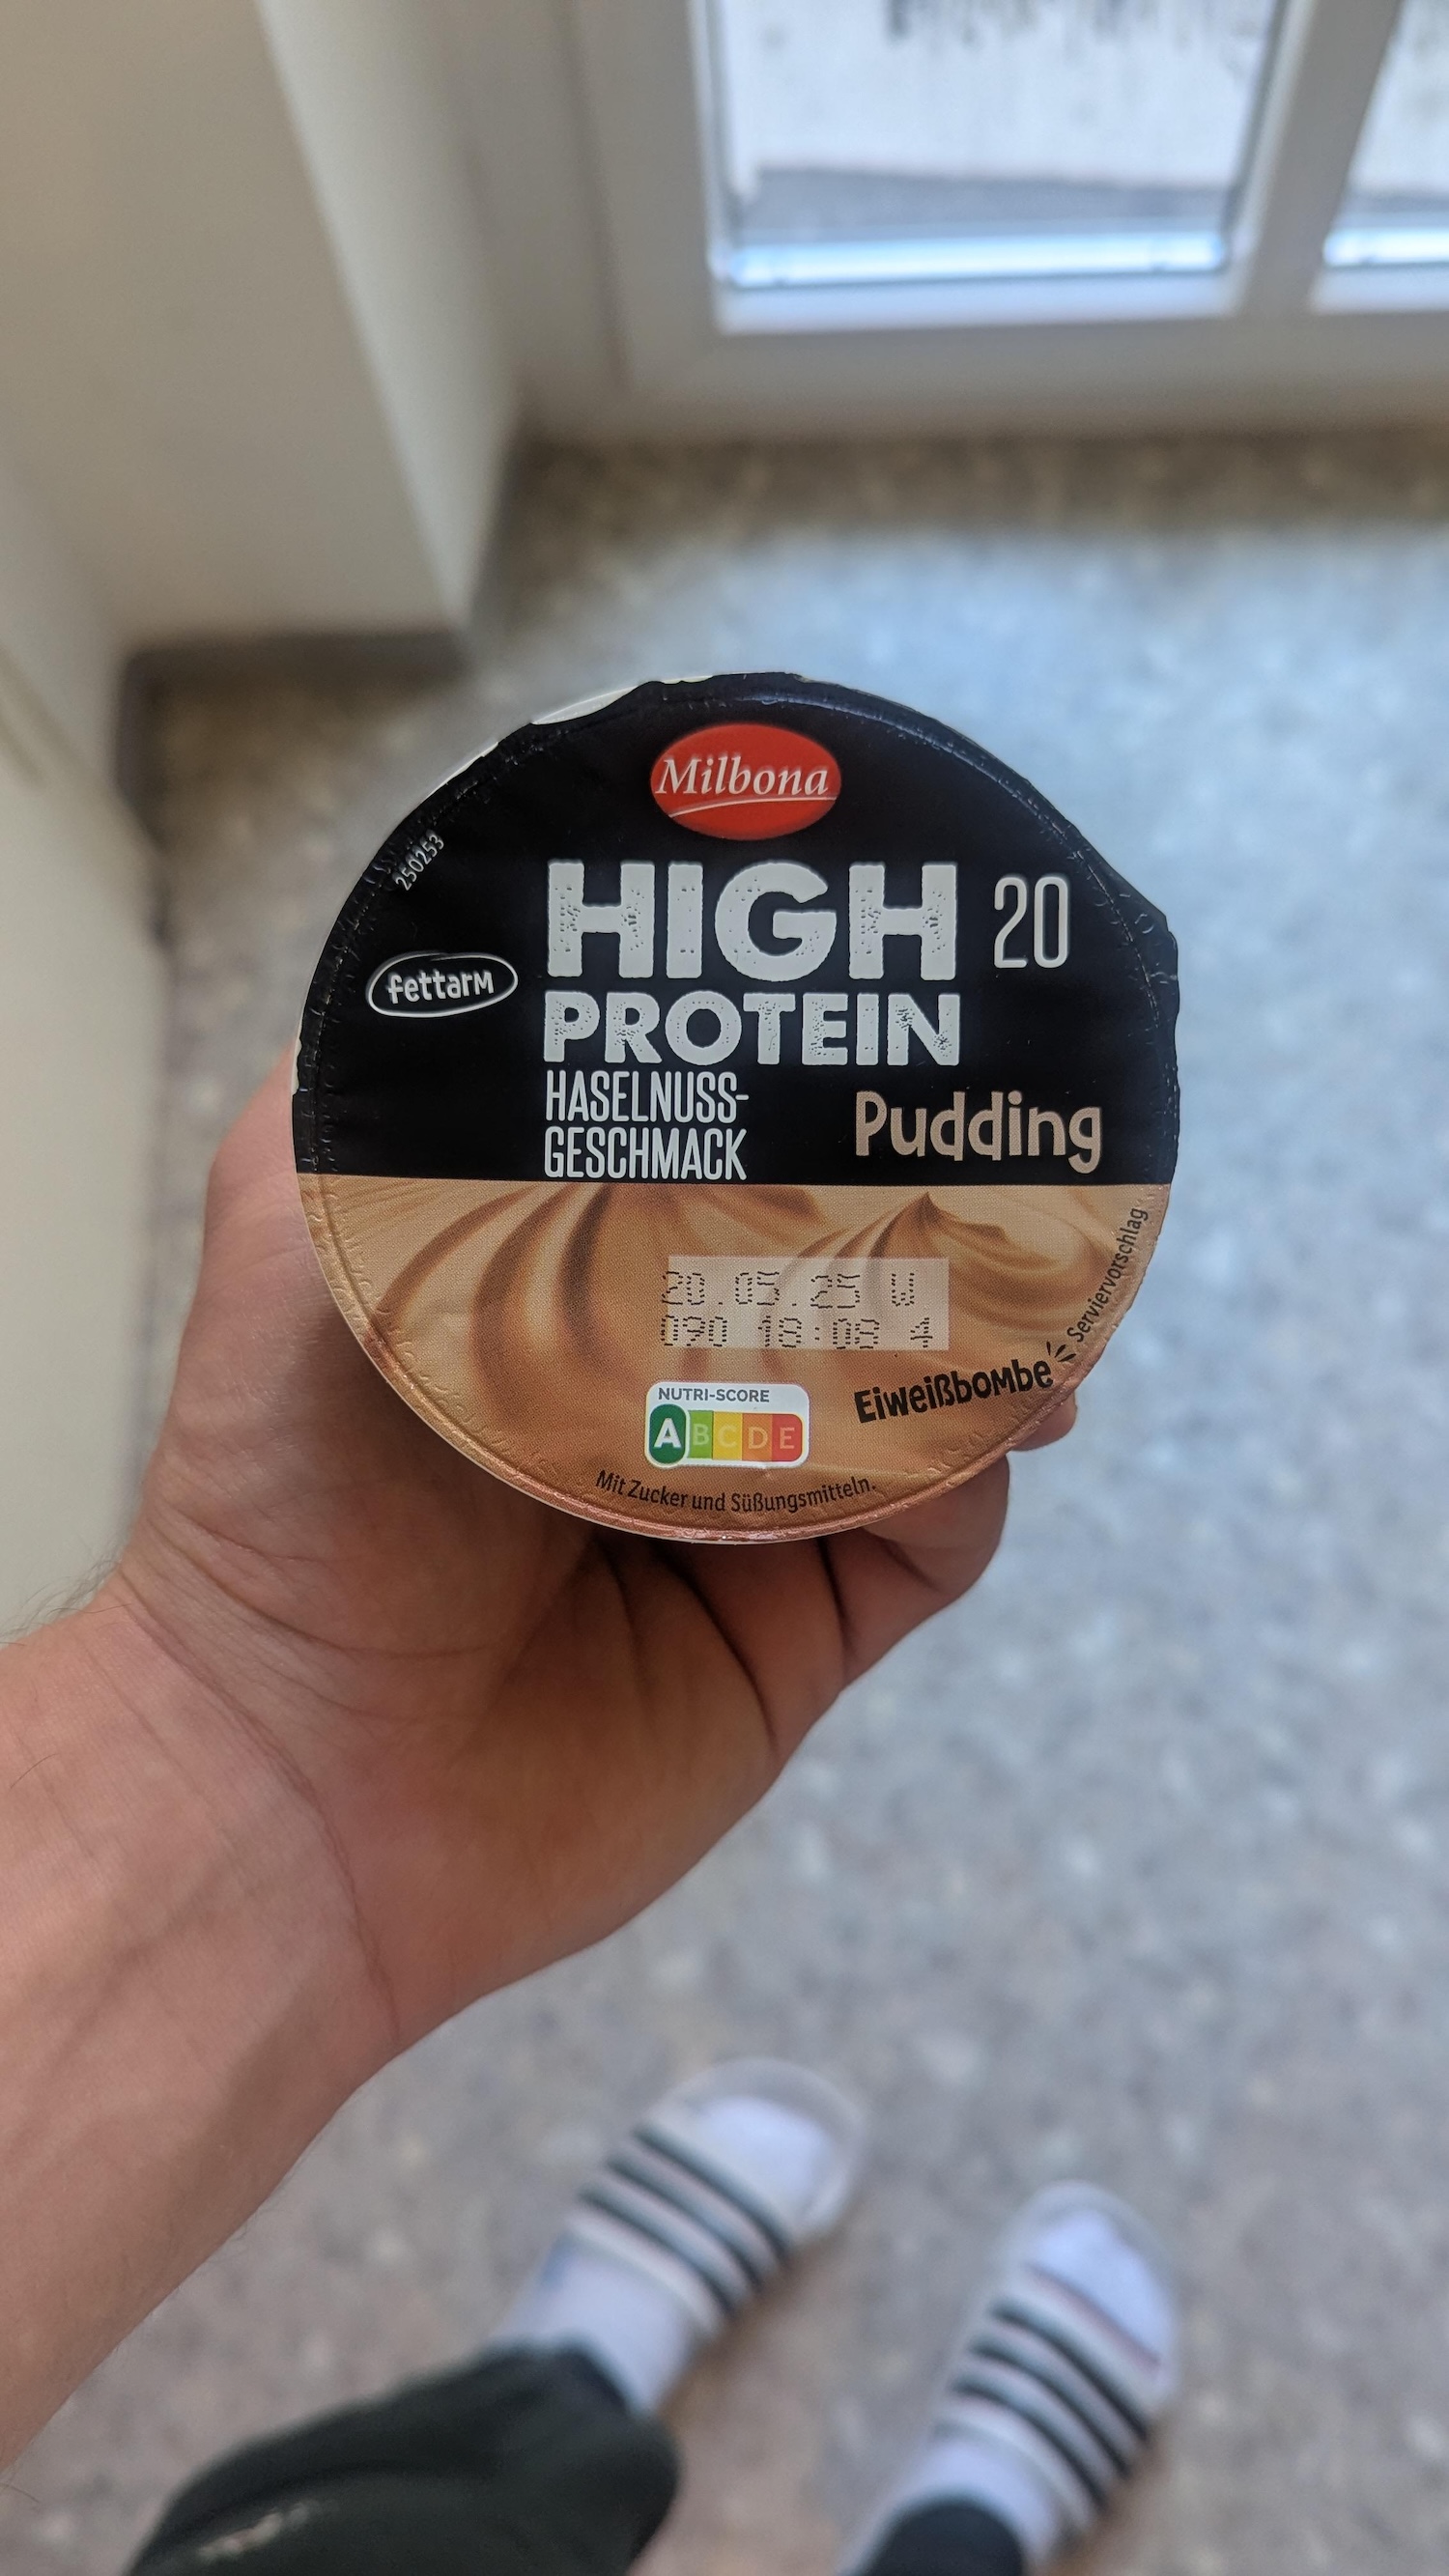 Milbona
250253
HIGH 20
PROTEIN
fettarm
HASELNUSS-
GESCHMACK
Pudding
20.05.25 W
090 18:08 4
Serviervorschlag
Eiweißbombe
NUTRI-SCORE
A B C D E
Mit Zucker und Süßungsmitteln.